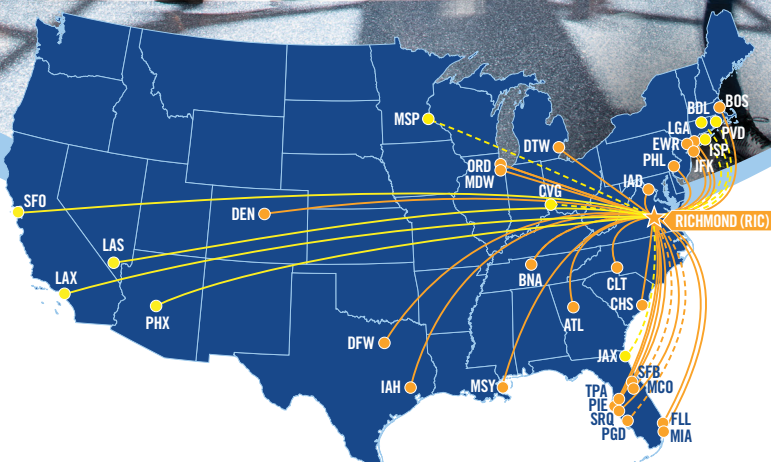 MSP
BDL
BOS
LGA
PVD
DTW
EWR
ISP
ORD
PHL
JFK
MDW
IAD
CVG
SFO
DEN
RICHMOND (RIC)
LAS
LAX
BNA
CLT
CHS
PHX
ATL
DFW
JAX
SFB
IAH
MSY
MCO
TPA
PIE
SRQ
FLL
PGD
MIA